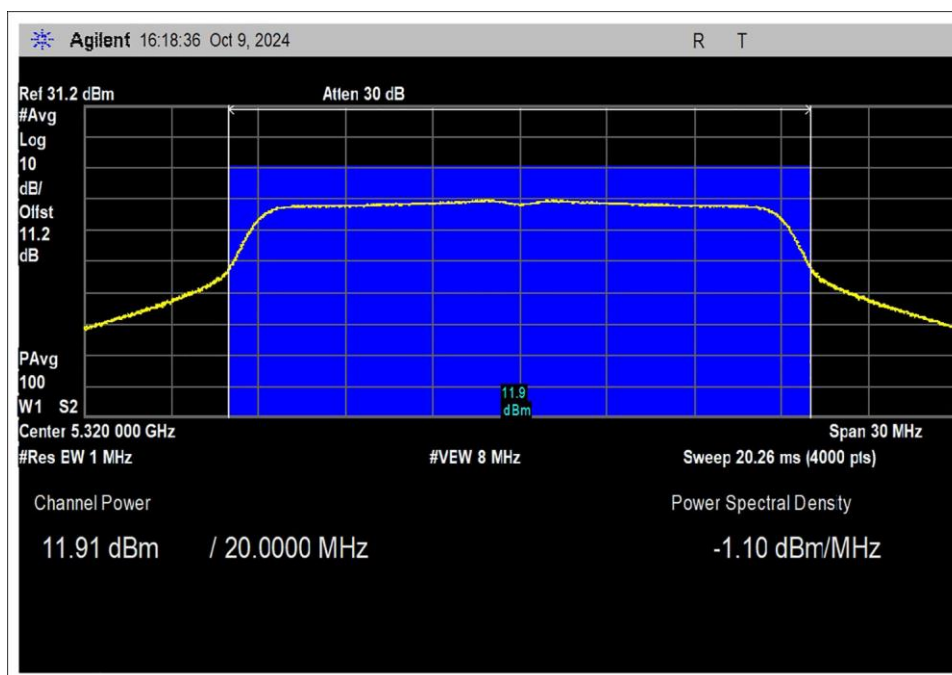 Agilent 16:18:36 Oct 9, 2024 R T
Ref 31.2 dBm Atten 30 dB
#Avg
Log
10
dB/
Offst
11.2
dB
PAvg
100
W1 S2
11.9
dBm
Center 5.320 000 GHz Span 30 MHz
#Res BW 1 MHz #VBW 8 MHz Sweep 20.26 ms (4000 pts)
Channel Power Power Spectral Density
11.91 dBm / 20.0000 MHz -1.10 dBm/MHz